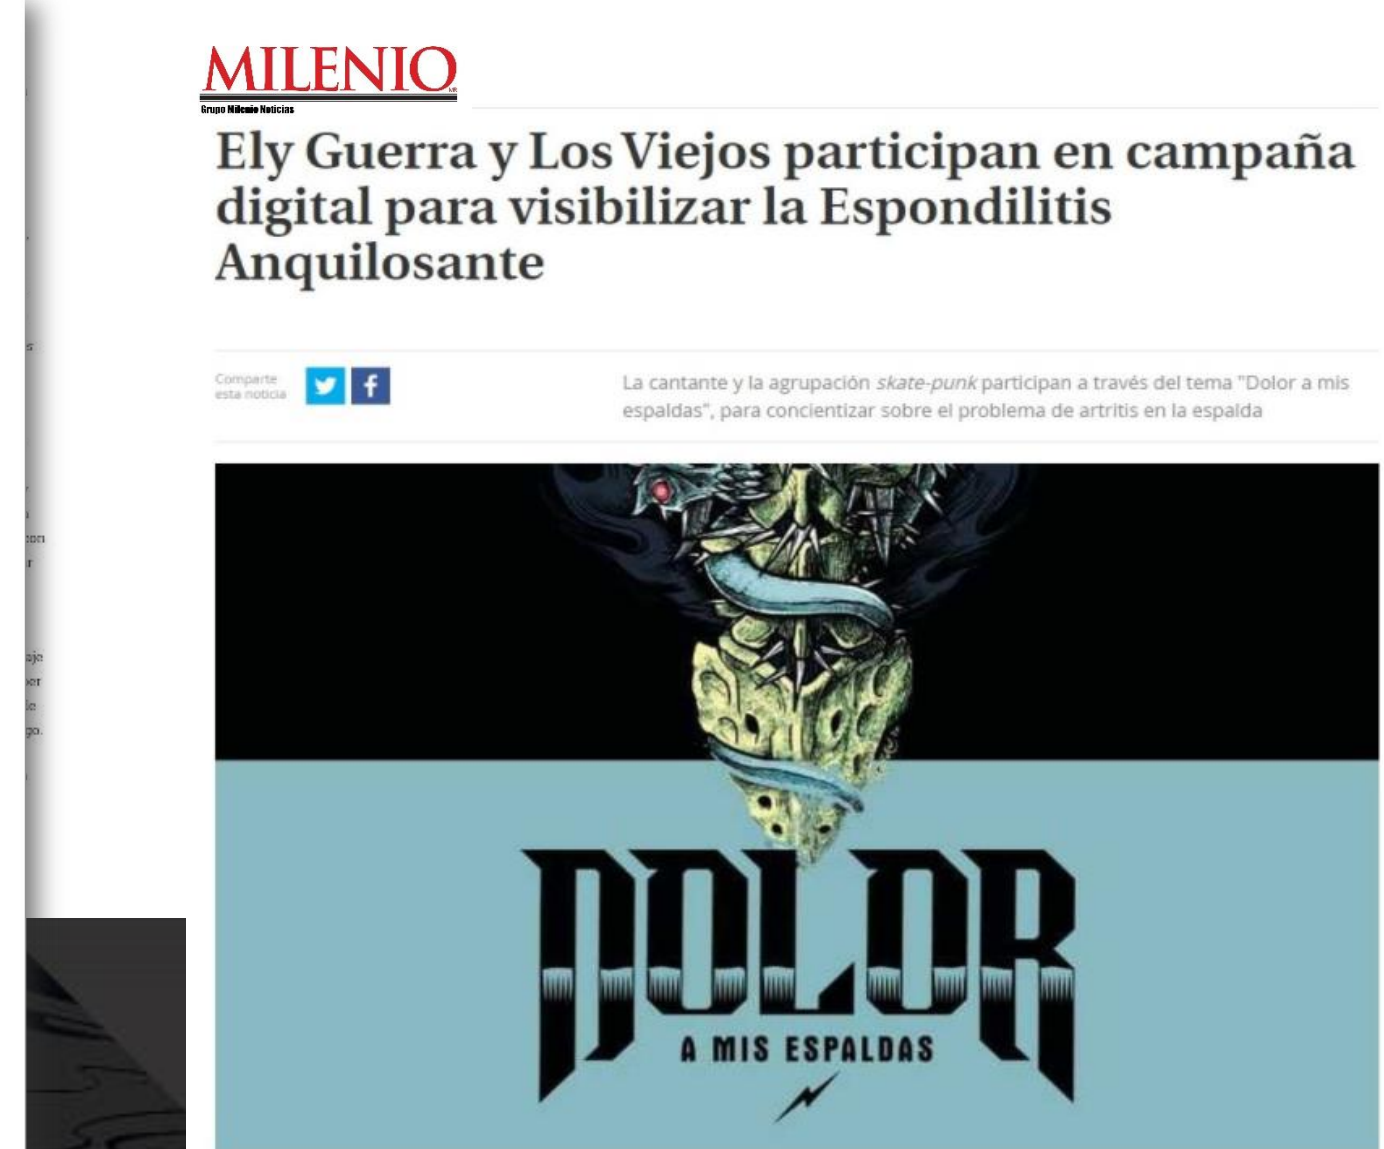 MILENIO
Grupo Milenio Noticias
Ely Guerra y Los Viejos participan en campaña
digital para visibilizar la Espondilitis
Anquilosante
Comparte
esta noticia
La cantante y la agrupación skate-punk participan a través del tema "Dolor a mis
espaldas", para concientizar sobre el problema de artritis en la espalda
DOLOR
A MIS ESPALDAS